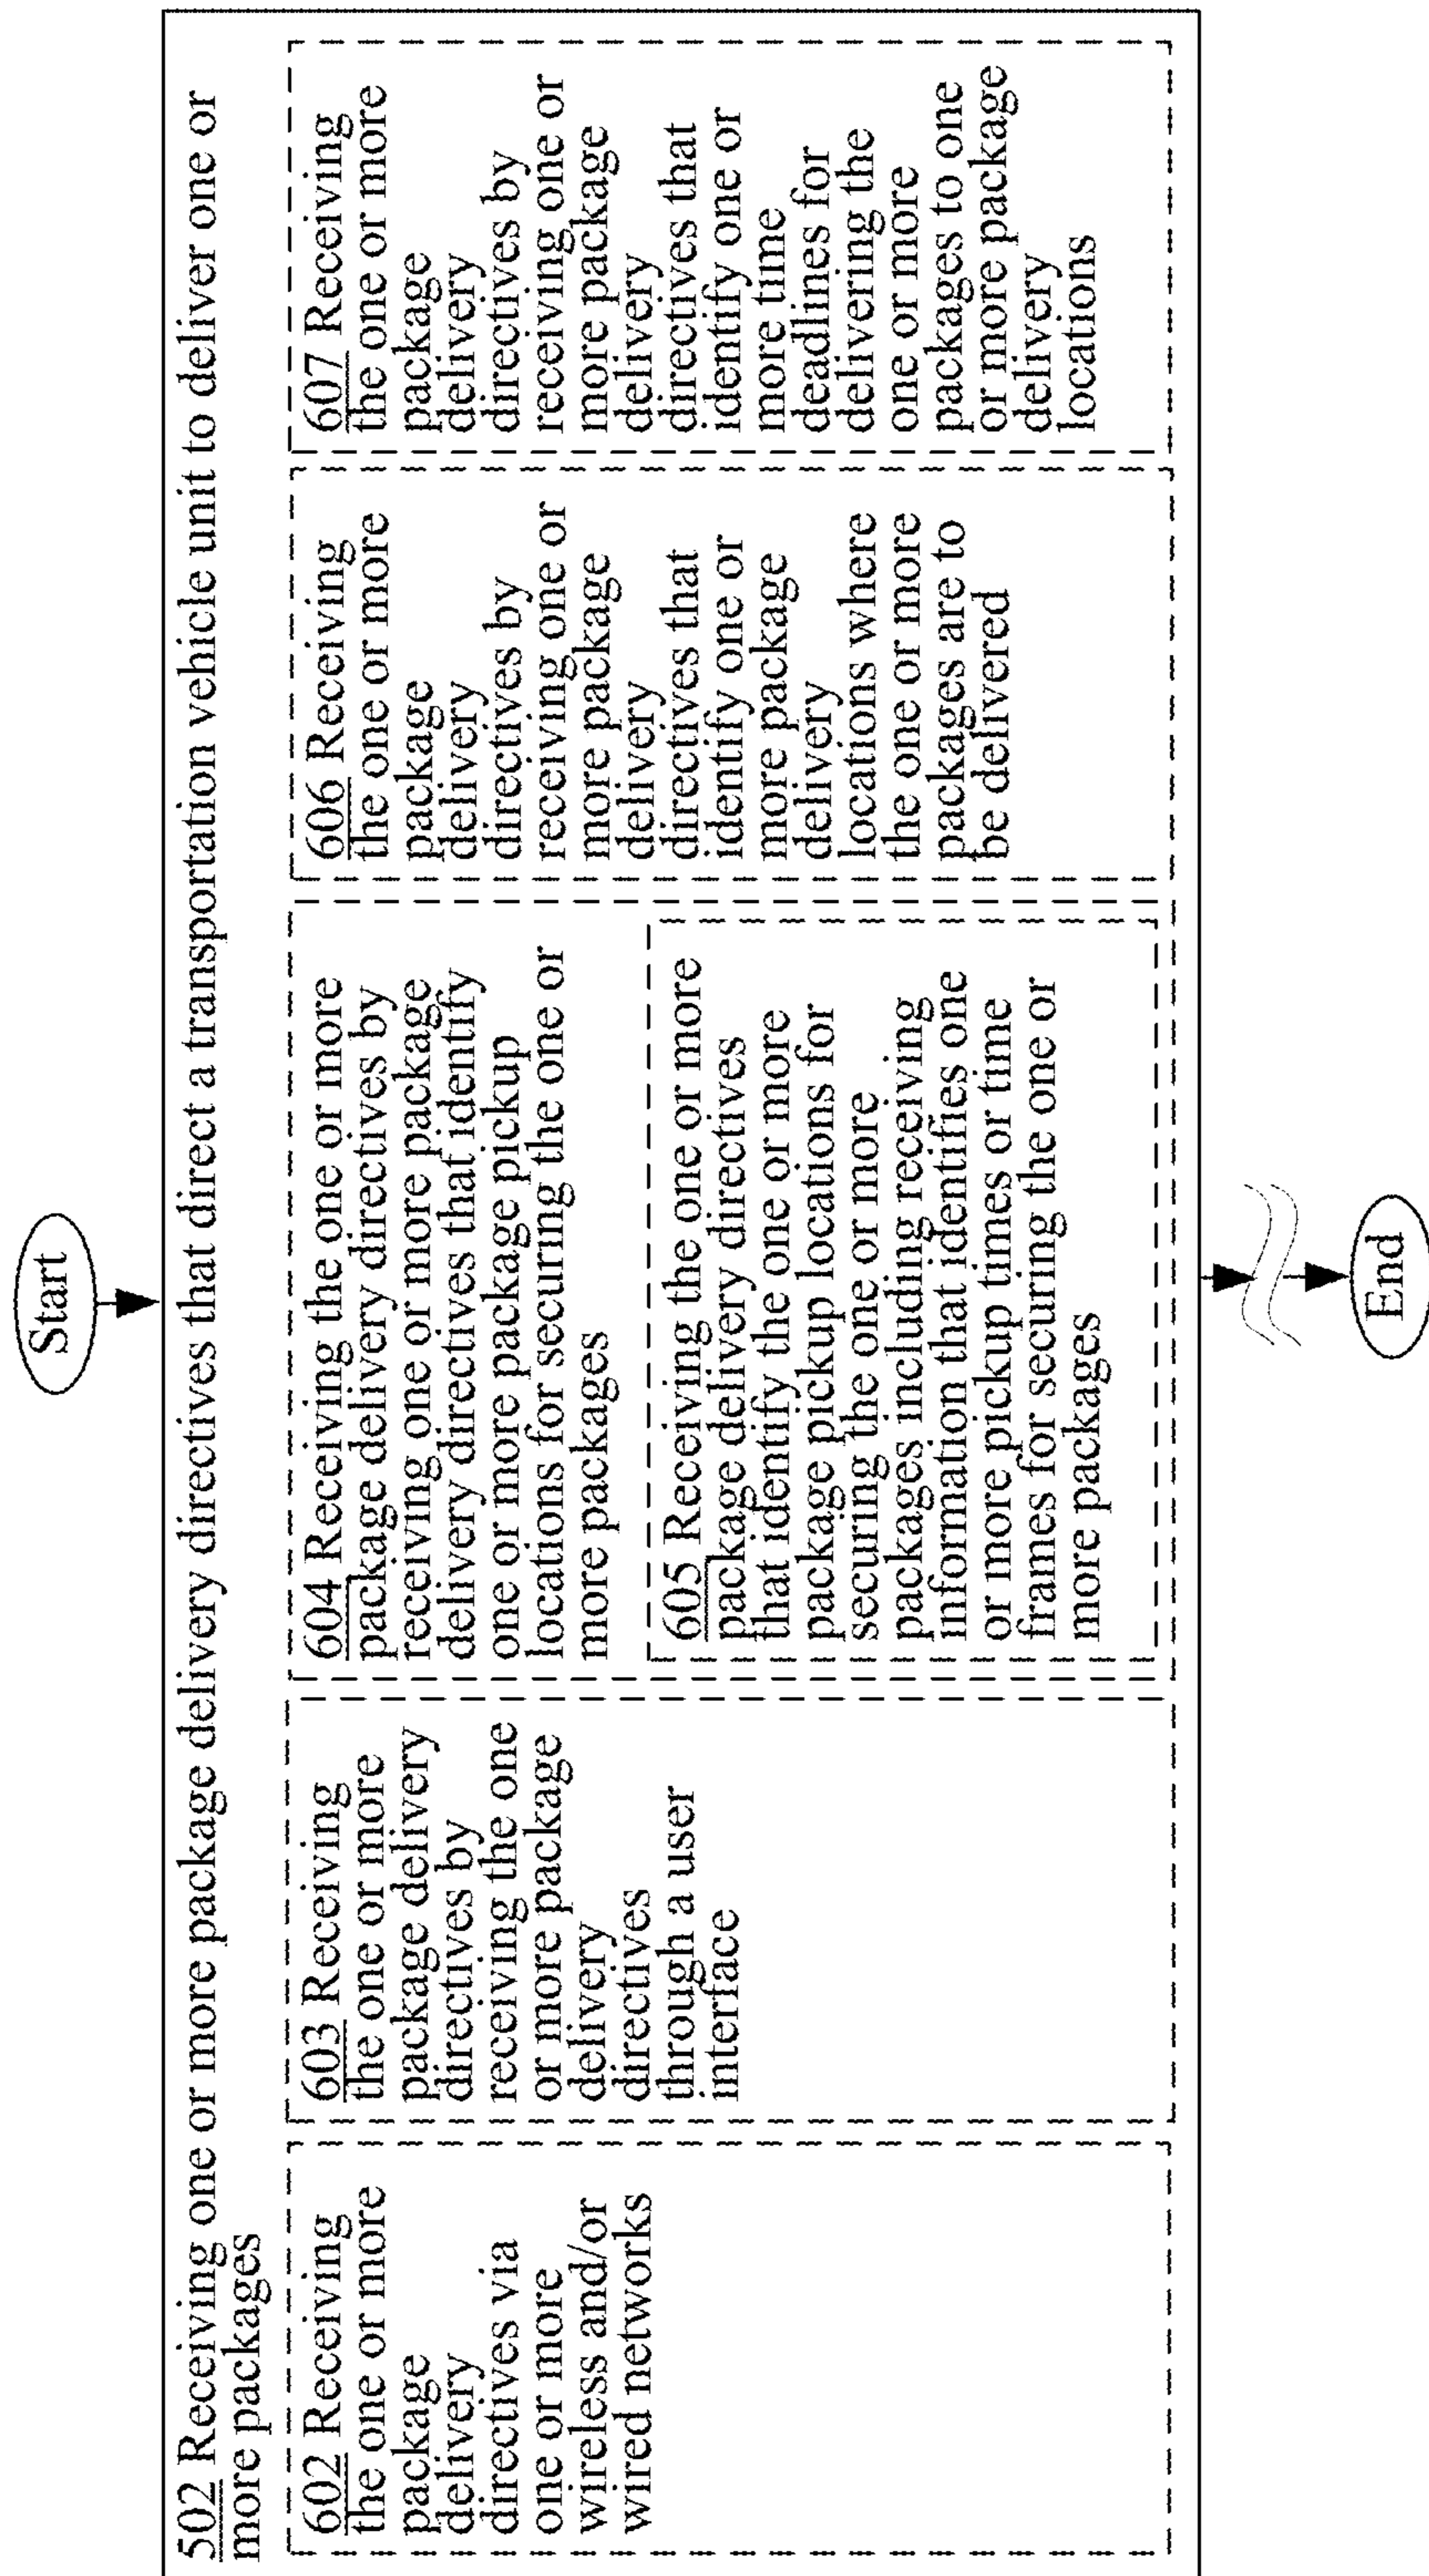 Start
502 Receiving one or more package delivery directives that direct a transportation vehicle unit to deliver one or
more packages
602 Receiving
the one or more
package
delivery
directives via
one or more
wireless and/or
wired networks
603 Receiving
the one or more
package delivery
directives by
receiving the one
or more package
delivery
directives
through a user
interface
604 Receiving the one or more
package delivery directives by
receiving one or more package
delivery directives that identify
one or more package pickup
locations for securing the one or
more packages
605 Receiving the one or more
package delivery directives
that identify the one or more
package pickup locations for
securing the one or more
packages including receiving
information that identifies one
or more pickup times or time
frames for securing the one or
more packages
606 Receiving
the one or more
package
delivery
directives by
receiving one or
more package
delivery
directives that
identify one or
more package
delivery
locations where
the one or more
packages are to
be delivered
607 Receiving
the one or more
package
delivery
directives by
receiving one or
more package
delivery
directives that
identify one or
more time
deadlines for
delivering the
one or more
packages to one
or more package
delivery
locations
End